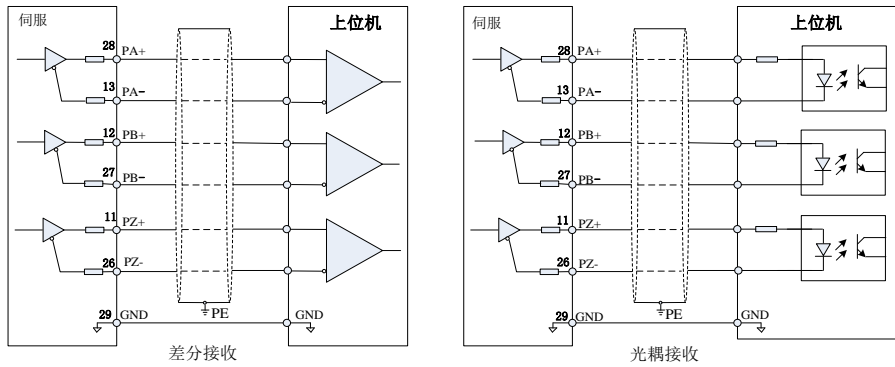 伺服
上位机
28 PA+
13 PA-
12 PB+
27 PB-
11 PZ+
26 PZ-
PE
29 GND
差分接收
伺服
上位机
28 PA+
13 PA-
12 PB+
27 PB-
11 PZ+
26 PZ-
PE
29 GND
光耦接收